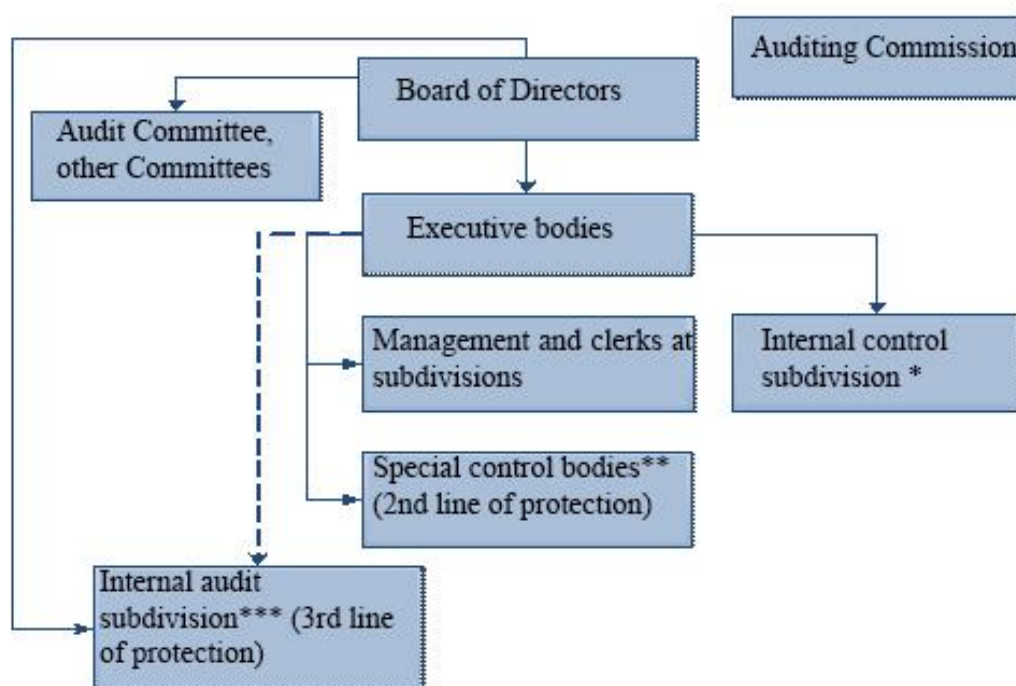 Auditing Commission
Board of Directors
Audit Committee,
other Committees
Executive bodies
Management and clerks at
subdivisions
Internal control
subdivision *
Special control bodies**
(2nd line of protection)
Internal audit
subdivision*** (3rd line
of protection)